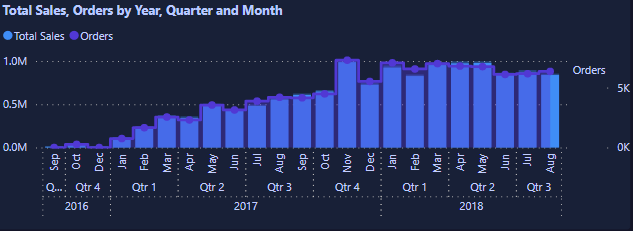 Total Sales, Orders by Year, Quarter and Month
Total Sales Orders
1.0M
0.5M
0.0M
Orders
5K
0K
Sep Oct Dec Jan Feb Mar Apr May Jun Jul Aug Sep Oct Nov Dec Jan Feb Mar Apr May Jun Jul Aug
Q... Qtr 4 Qtr 1 Qtr 2 Qtr 3 Qtr 4 Qtr 1 Qtr 2 Qtr 3
2016 2017 2018